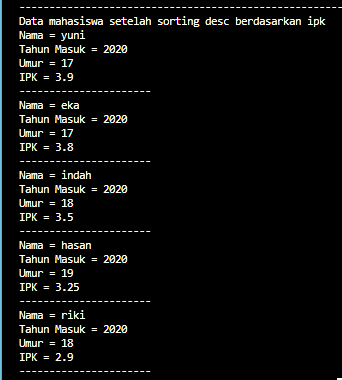 ------------------------------------------------------
Data mahasiswa setelah sorting desc berdasarkan ipk
Nama = yuni
Tahun Masuk = 2020
Umur = 17
IPK = 3.9
----------------------
Nama = eka
Tahun Masuk = 2020
Umur = 17
IPK = 3.8
----------------------
Nama = indah
Tahun Masuk = 2020
Umur = 18
IPK = 3.5
----------------------
Nama = hasan
Tahun Masuk = 2020
Umur = 19
IPK = 3.25
----------------------
Nama = riki
Tahun Masuk = 2020
Umur = 18
IPK = 2.9
----------------------